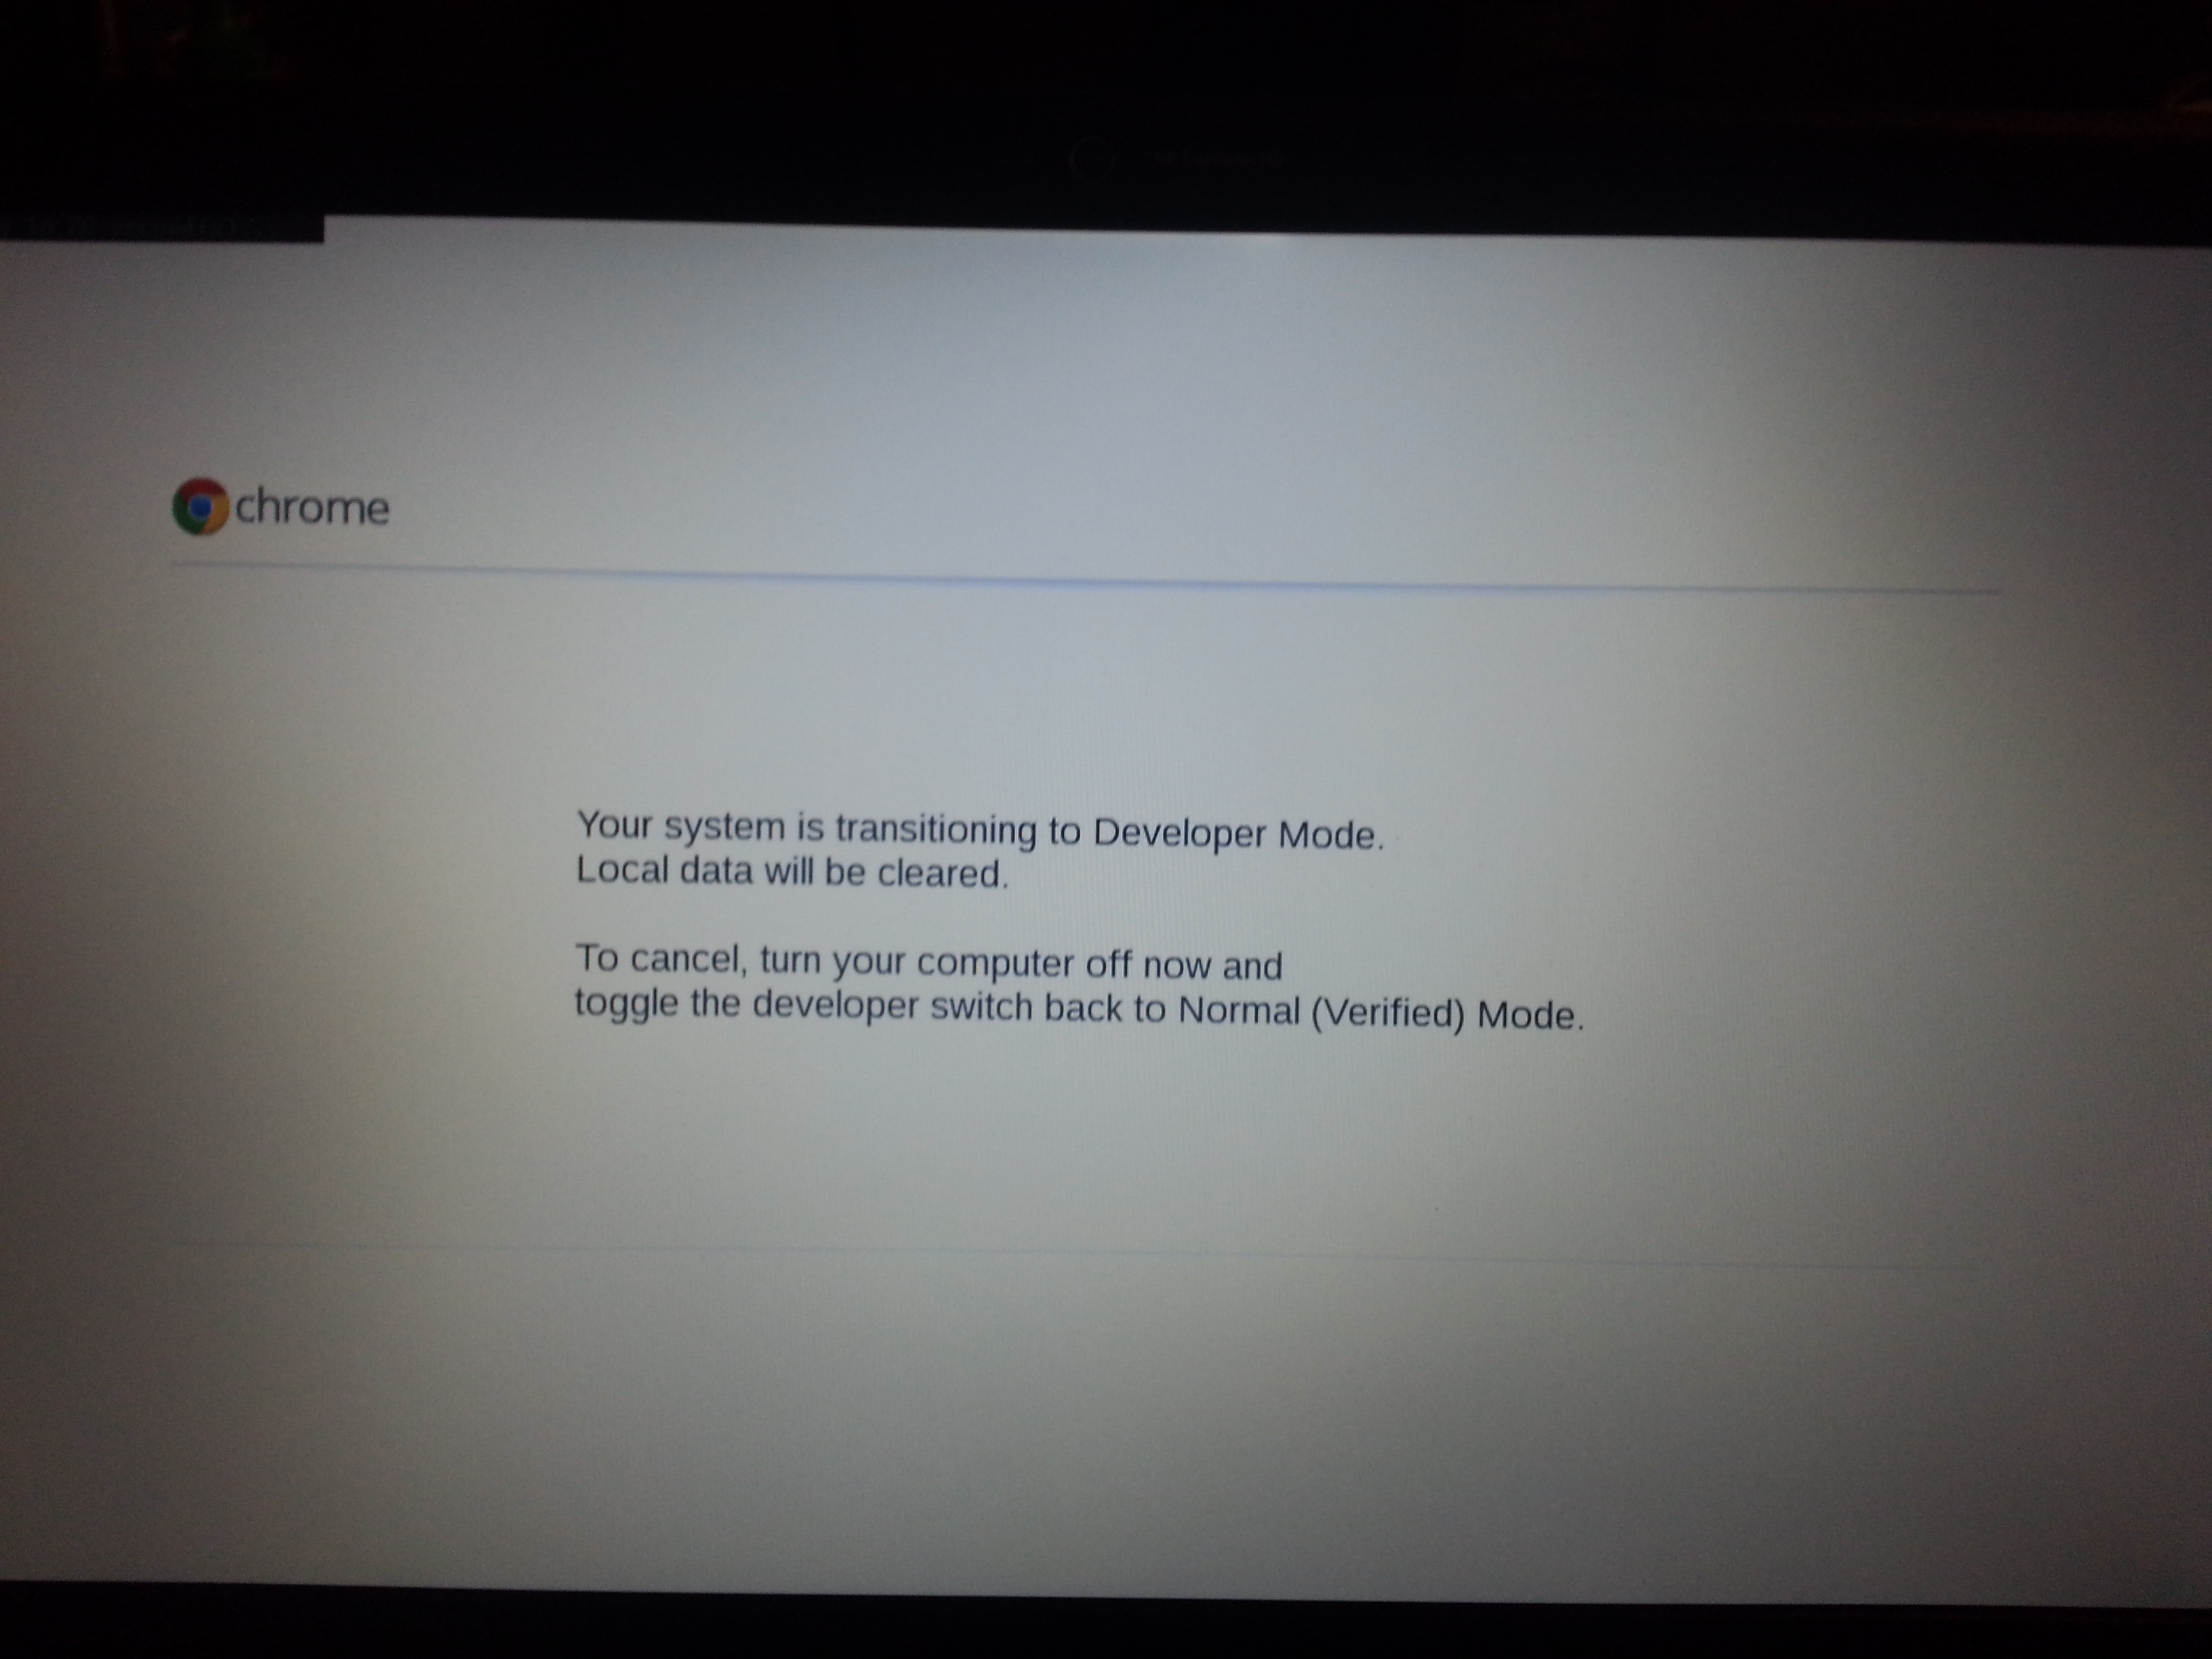 chrome
Your system is transitioning to Developer Mode.
Local data will be cleared.
To cancel, turn your computer off now and
toggle the developer switch back to Normal (Verified) Mode.